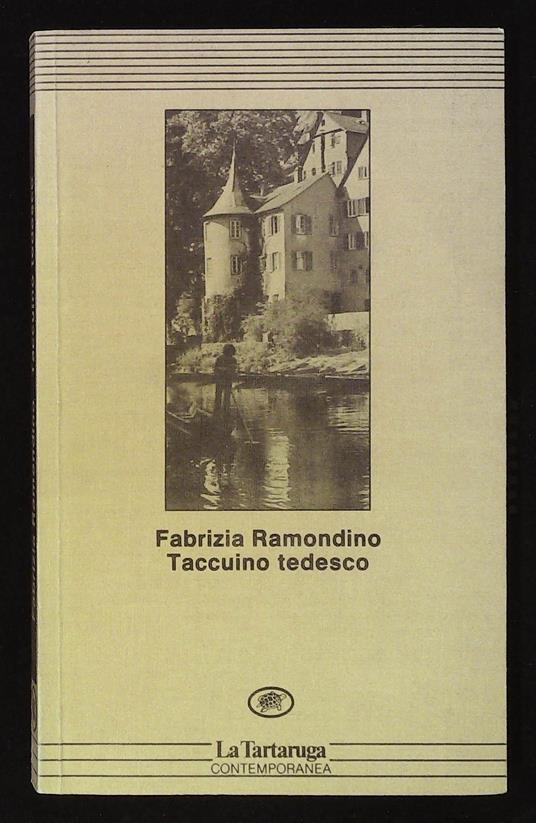 Fabrizia Ramondino
Taccuino tedesco
La Tartaruga
CONTEMPORANEA